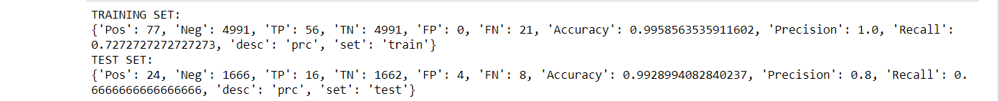 TRAINING SET:
{'Pos': 77, 'Neg': 4991, 'TP': 56, 'TN': 4991, 'FP': 0, 'FN': 21, 'Accuracy': 0.9958563535911602, 'Precision': 1.0, 'Recall':
0.7272727272727273, 'desc': 'prc', 'set': 'train'}
TEST SET:
{'Pos': 24, 'Neg': 1666, 'TP': 16, 'TN': 1662, 'FP': 4, 'FN': 8, 'Accuracy': 0.9928994082840237, 'Precision': 0.8, 'Recall': 0.
6666666666666666, 'desc': 'prc', 'set': 'test'}